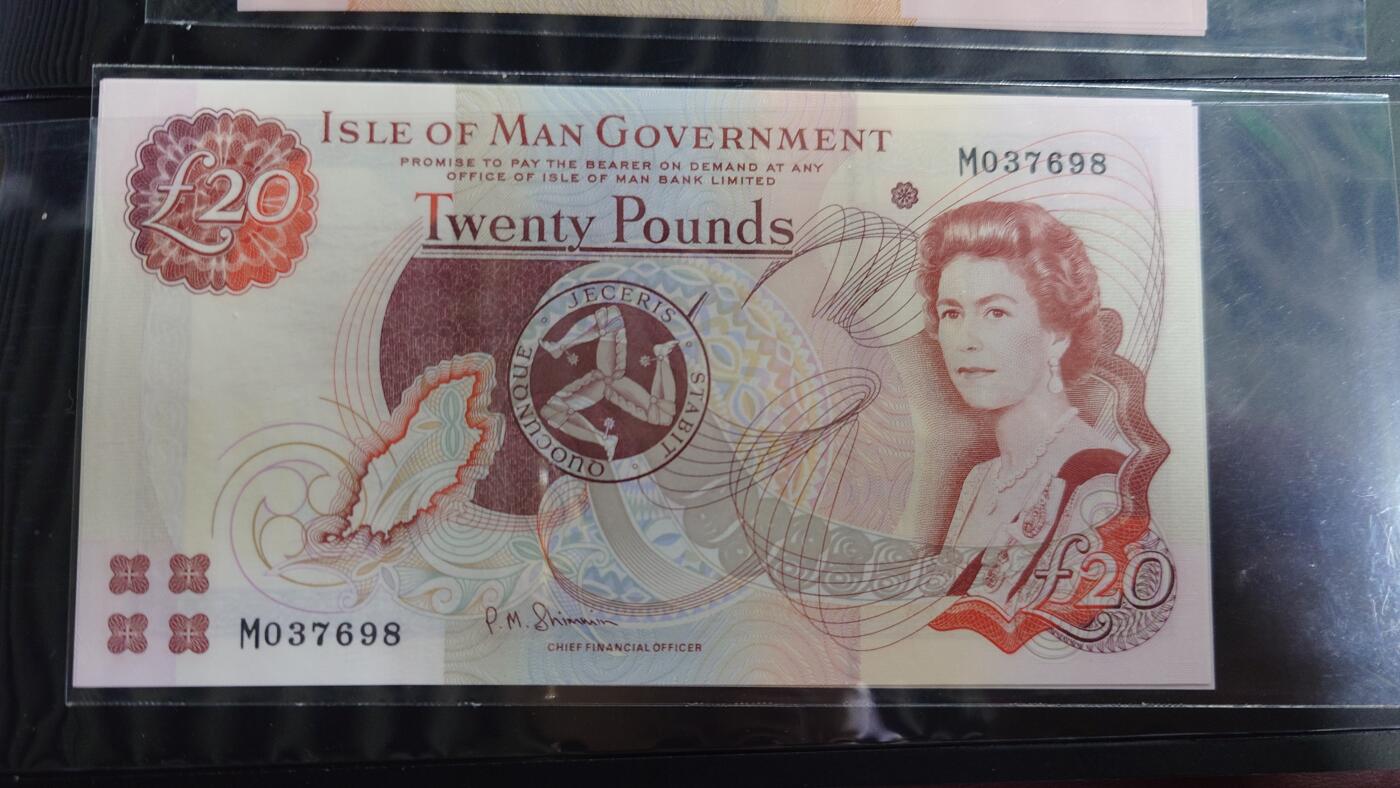 £20
ISLE OF MAN GOVERNMENT
PROMISE TO PAY THE BEARER ON DEMAND AT ANY
OFFICE OF ISLE OF MAN BANK LIMITED
Twenty Pounds
M037698
QUOCUNQUE JECERIS STABIT
£20
M037698
P.M. Shimmin
CHIEF FINANCIAL OFFICER